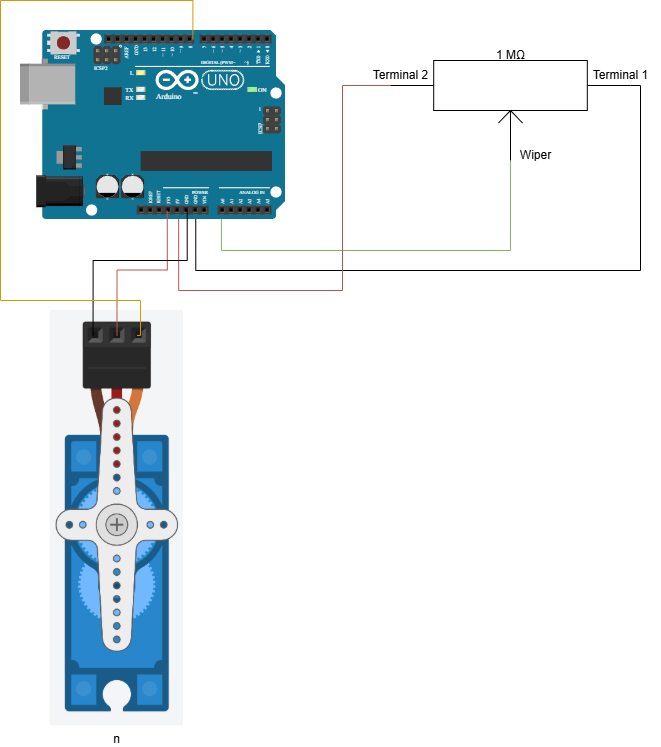 1 MΩ
Terminal 2
Terminal 1
Wiper
RESET
ICSP2
AREF
GND
13
12
~11
~10
~9
8
7
~6
~5
4
~3
2
TX▶1
RX◀0
DIGITAL (PWM~)
L
TX
RX
UNO
Arduino
ON
ICSP
1
POWER
ANALOG IN
IOREF
RESET
3V3
5V
GND
GND
VIN
A0
A1
A2
A3
A4
A5
n